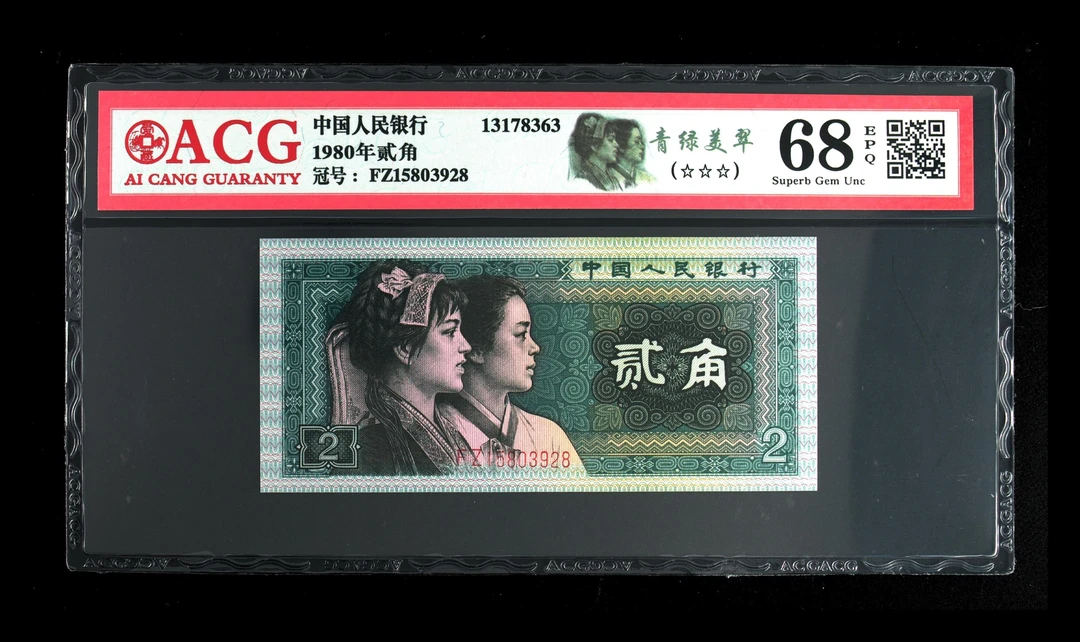 ACG
AI CANG GUARANTY
中国人民银行
1980年贰角
冠号：FZ15803928
13178363
青绿美翠
(☆☆☆)
68
EPQ
Superb Gem Unc
中国人民银行
贰角
2
FZ15803928
2
ACGACG